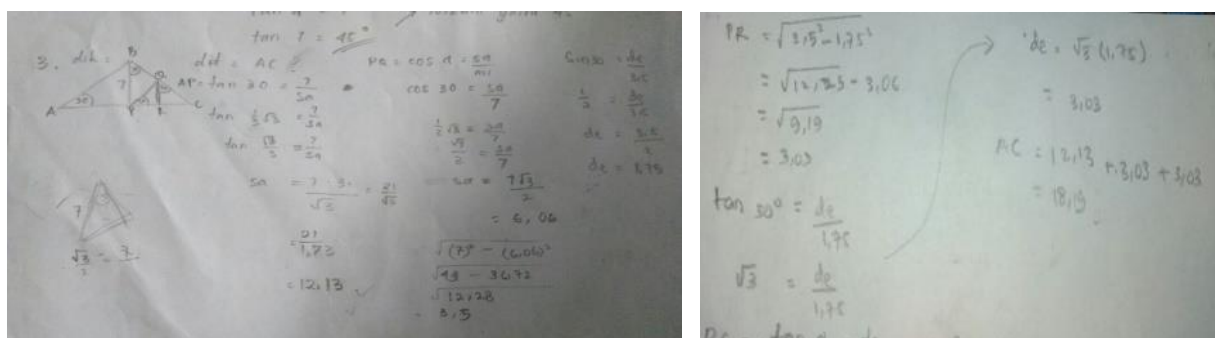 tan 1 = 45°
3. dik =
B
7
Q
A
30°
P
R
C
dit = AC ?
AP = tan 30 = 7/sa
tan 1/3 √3 = 7/sa
tan √3/3 = 7/sa
sa = 7 . 3 / √3 = 21/√3
= 21/1,73
= 12,13
7
PQ = cos A = sa/mi
cos 30 = sa/7
1/2 √3 = sa/7
√3/2 = sa/7
sa = 7√3/2
= 6,06
√(7)² - (6,06)²
√49 - 36,72
√12,28
= 3,5
Sin 30 = de/3,5
1/2 = de/3,5
de = 3,5/2
de = 1,75
PR = √3,5² - 1,75²
= √12,25 - 3,06
= √9,19
= 3,03
= de/1,75
√3 = de/1,75
de = √3 (1,75)
= 3,03
AC = 12,13 + 3,03 + 3,03
= 18,19